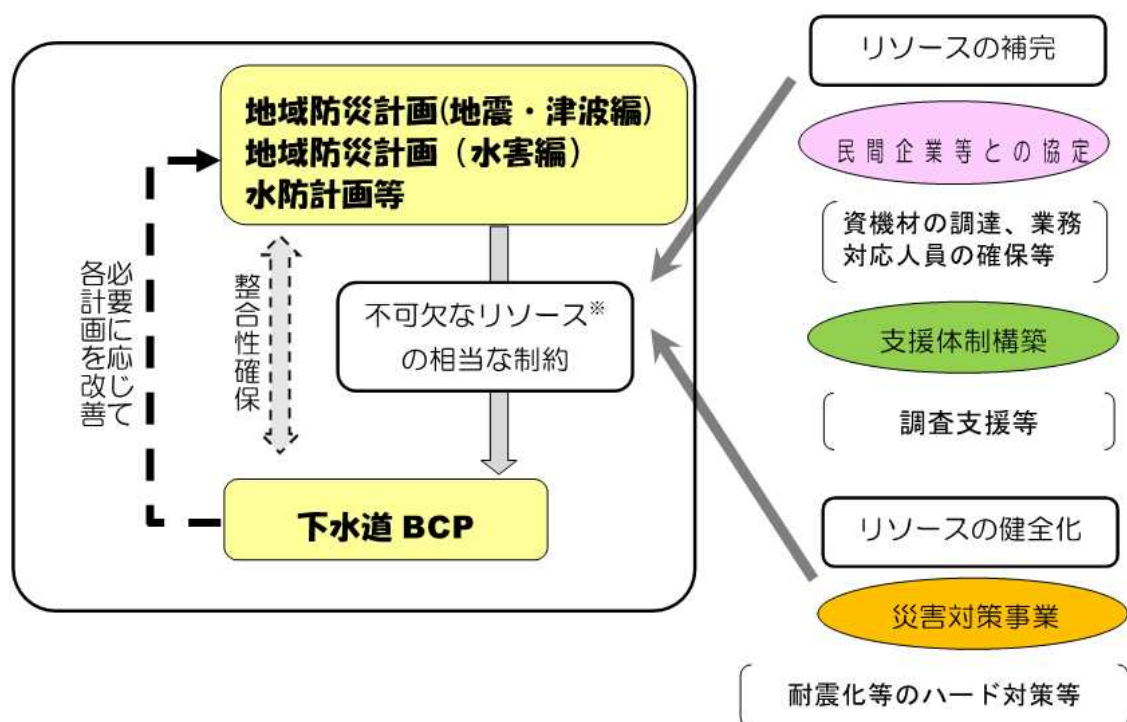 地域防災計画(地震・津波編)
地域防災計画（水害編）
水防計画等
必要に応じて
各計画を改善
整合性確保
不可欠なリソース※
の相当な制約
下水道 BCP
リソースの補完
民間企業等との協定
資機材の調達、業務
対応人員の確保等
支援体制構築
調査支援等
リソースの健全化
災害対策事業
耐震化等のハード対策等